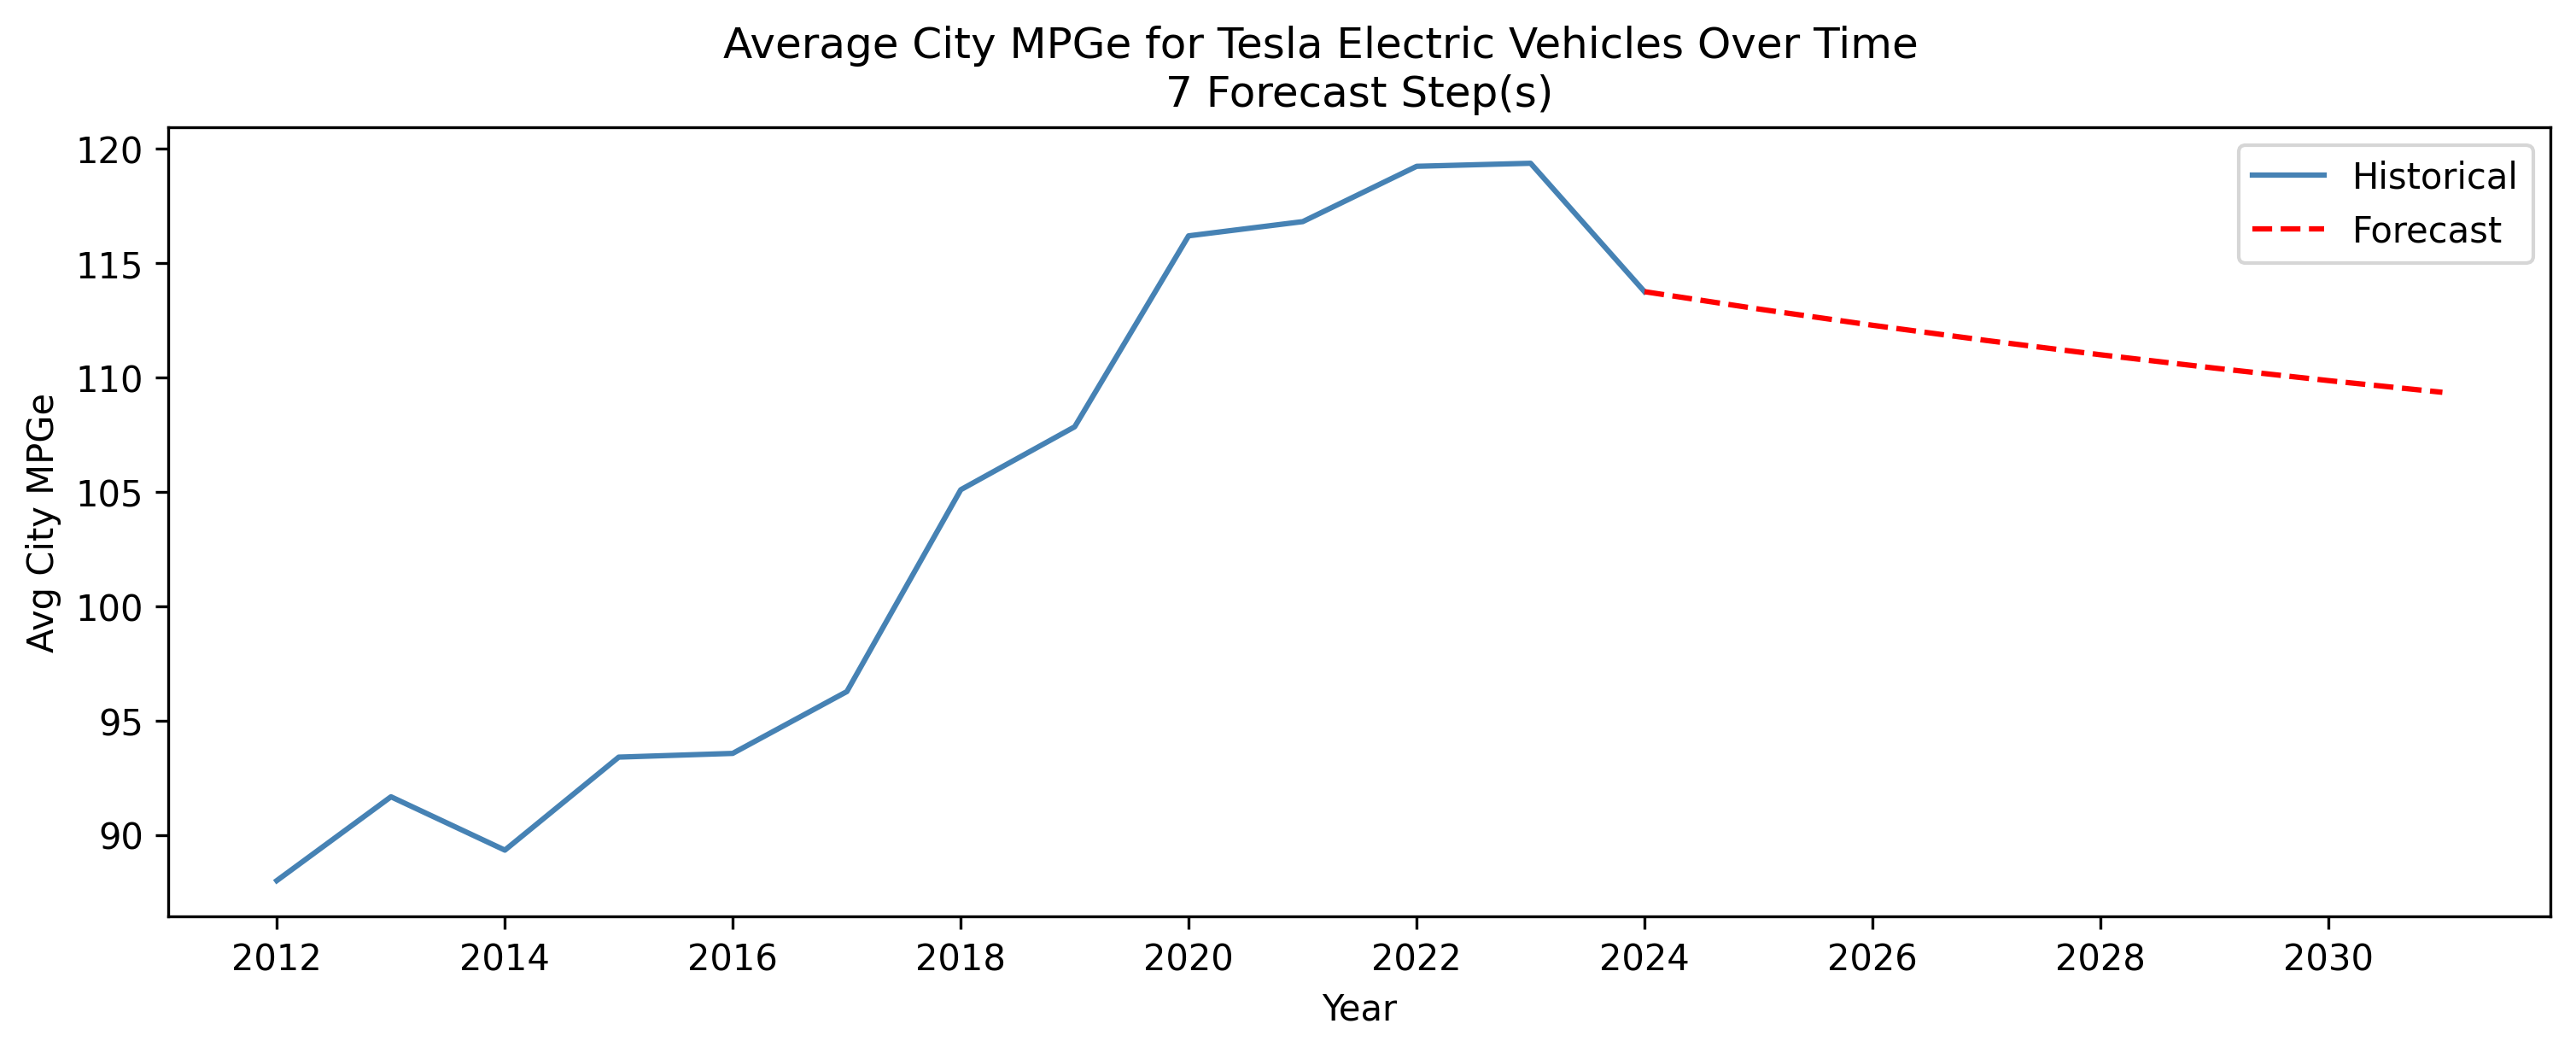 Average City MPGe for Tesla Electric Vehicles Over Time
7 Forecast Step(s)
Historical
Forecast
Avg City MPGe
120
115
110
105
100
95
90
2012
2014
2016
2018
2020
2022
2024
2026
2028
2030
Year